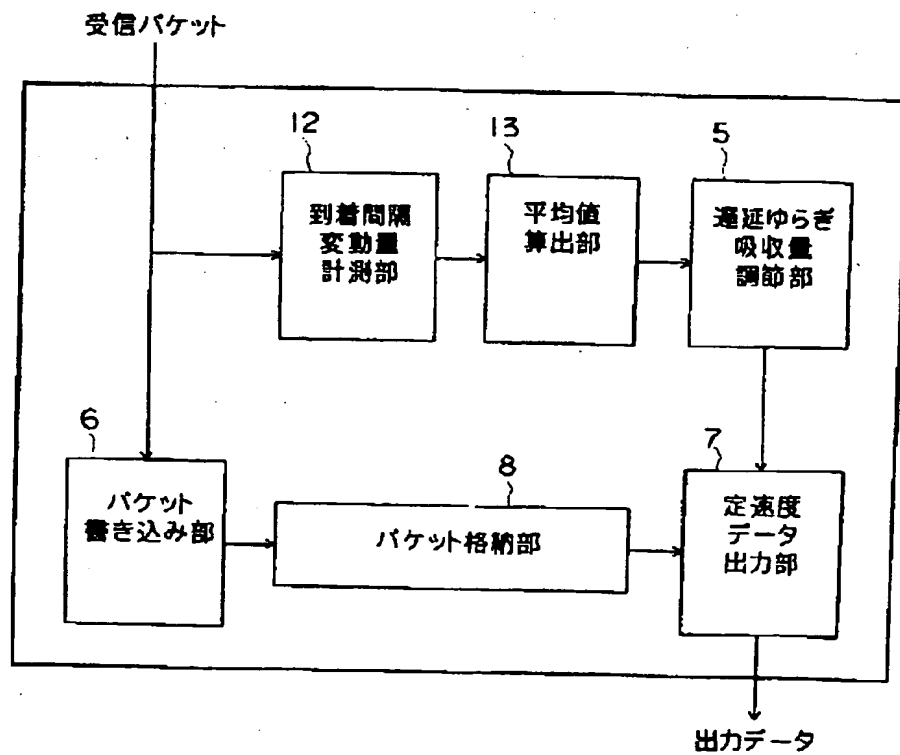 受信パケット
12
到着間隔
変動量
計測部
13
平均値
算出部
5
遅延ゆらぎ
吸収量
調節部
6
パケット
書き込み部
8
パケット格納部
7
定速度
データ
出力部
出力データ